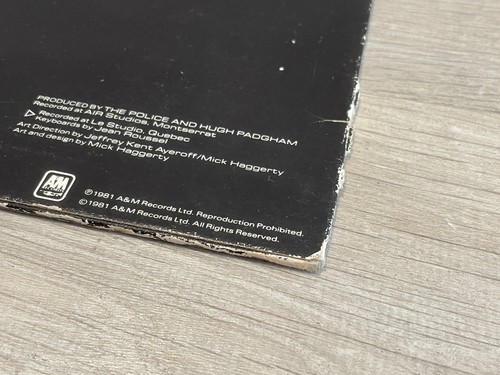 PRODUCED BY THE POLICE AND HUGH PADGHAM
Recorded at AIR Studios, Montserrat
▷ Recorded at Le Studio, Quebec
Keyboards by Jean Roussel
Art Direction by Jeffrey Kent Ayeroff/Mick Haggerty
Art and design by Mick Haggerty
A&M
RECORDS
℗1981 A&M Records Ltd. Reproduction Prohibited.
©1981 A&M Records Ltd. All Rights Reserved.